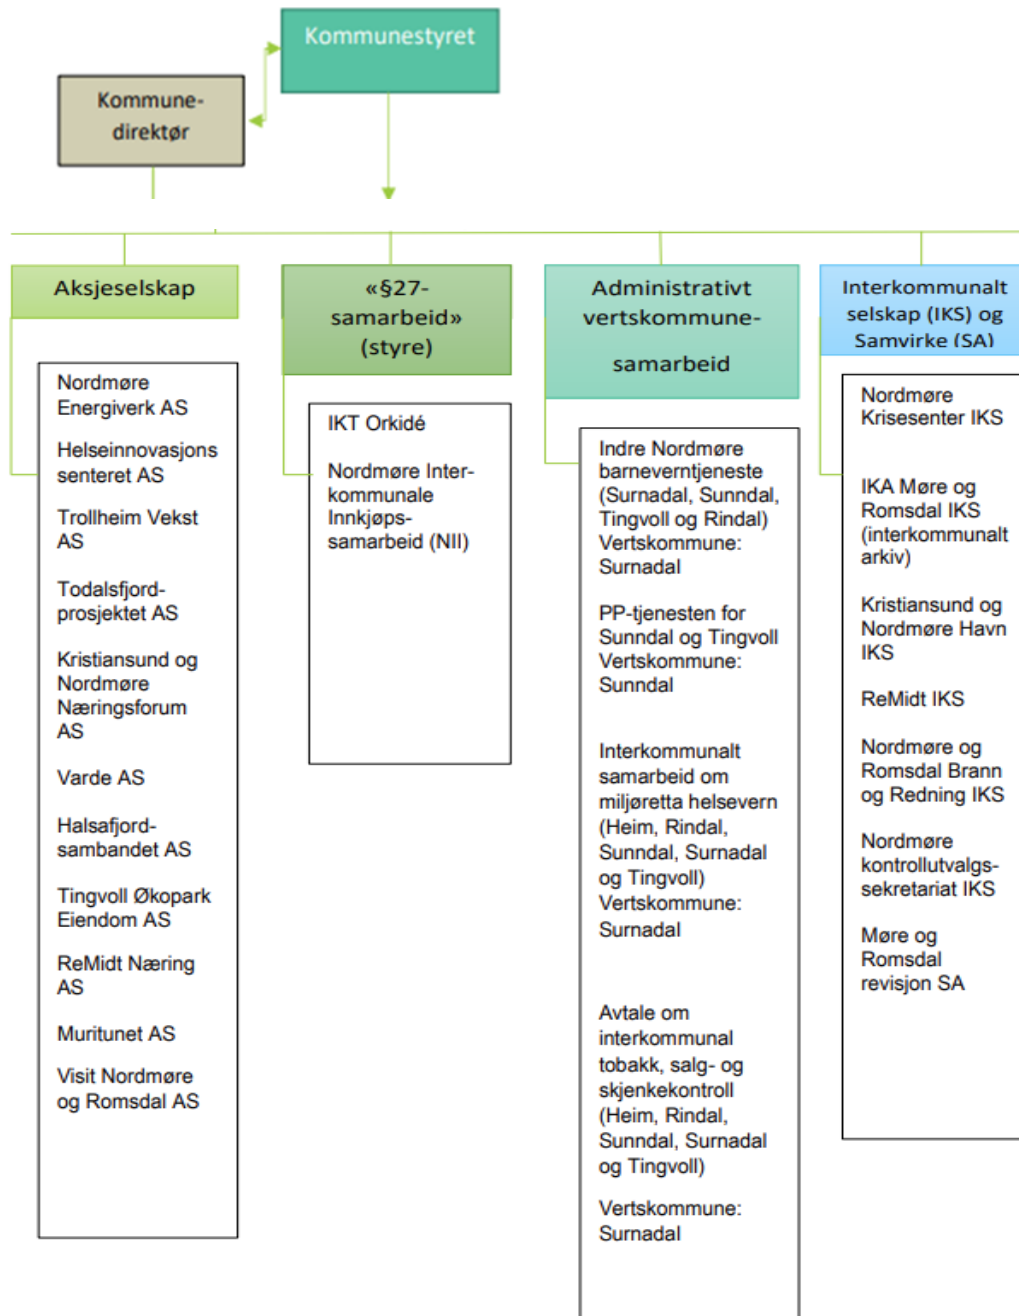 Kommunestyret
Kommune-
direktør
Aksjeselskap
Nordmøre
Energiverk AS
Helseinnovasjons
senteret AS
Trollheim Vekst
AS
Todalsfjord-
prosjektet AS
Kristiansund og
Nordmøre
Næringsforum
AS
Varde AS
Halsafjord-
sambandet AS
Tingvoll Økopark
Eiendom AS
ReMidt Næring
AS
Muritunet AS
Visit Nordmøre
og Romsdal AS
«§27-
samarbeid»
(styre)
IKT Orkidé
Nordmøre Inter-
kommunale
Innkjøps-
samarbeid (NII)
Administrativt
vertskommune-
samarbeid
Indre Nordmøre
barneverntjeneste
(Surnadal, Sunndal,
Tingvoll og Rindal)
Vertskommune:
Surnadal
PP-tjenesten for
Sunndal og Tingvoll
Vertskommune:
Sunndal
Interkommunalt
samarbeid om
miljøretta helsevern
(Heim, Rindal,
Sunndal, Surnadal
og Tingvoll)
Vertskommune:
Surnadal
Avtale om
interkommunal
tobakk, salg- og
skjenkekontroll
(Heim, Rindal,
Sunndal, Surnadal
og Tingvoll)
Vertskommune:
Surnadal
Interkommunalt
selskap (IKS) og
Samvirke (SA)
Nordmøre
Krisesenter IKS
IKA Møre og
Romsdal IKS
(interkommunalt
arkiv)
Kristiansund og
Nordmøre Havn
IKS
ReMidt IKS
Nordmøre og
Romsdal Brann
og Redning IKS
Nordmøre
kontrollutvalgs-
sekretariat IKS
Møre og
Romsdal
revisjon SA